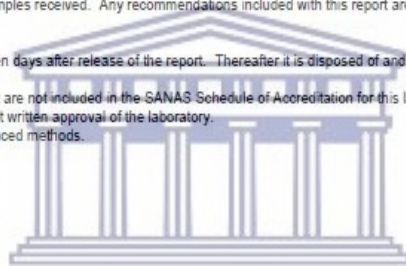 mples received. Any recommendations included with this report are
n days after release of the report. Thereafter it is disposed of and
are not included in the SANAS Schedule of Accreditation for this
t written approval of the laboratory.
ced methods.